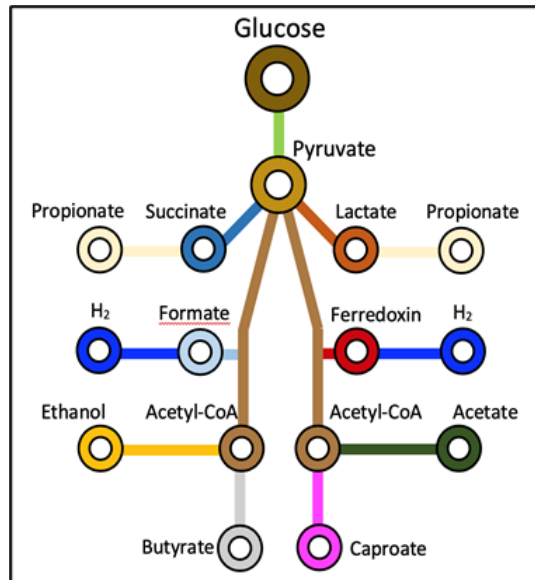 Glucose
Pyruvate
Propionate Succinate Lactate Propionate
H₂ Formate Ferredoxin H₂
Ethanol Acetyl-CoA Acetyl-CoA Acetate
Butyrate Caproate